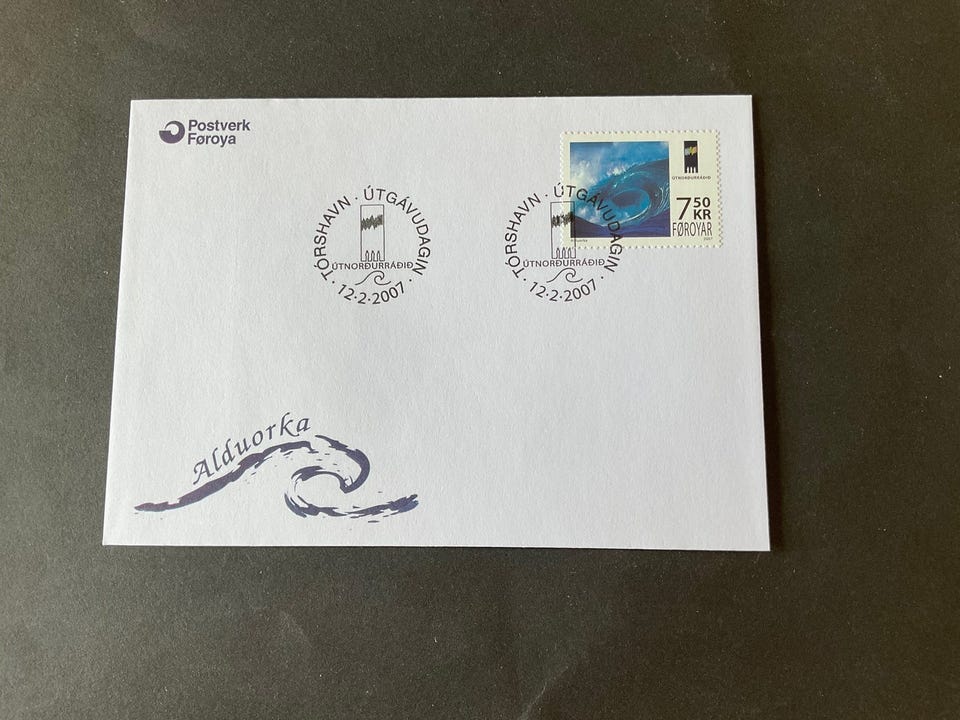 Postverk
Føroya
TÓRSHAVN · ÚTGÁVUDAGIN ·
ÚTNORÐURRÁÐIÐ
12·2·2007
TÓRSHAVN · ÚTGÁVUDAGIN ·
ÚTNORÐURRÁÐIÐ
12·2·2007
ÚTNORÐURRÁÐIÐ
7 50
KR
FØROYAR
2007
Alduorka
Alduorka